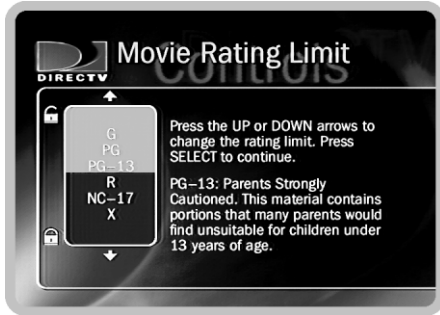 Controls
Movie Rating Limit
DIRECTV
G
PG
PG–13
R
NC–17
X
Press the UP or DOWN arrows to
change the rating limit. Press
SELECT to continue.
PG–13: Parents Strongly
Cautioned. This material contains
portions that many parents would
find unsuitable for children under
13 years of age.